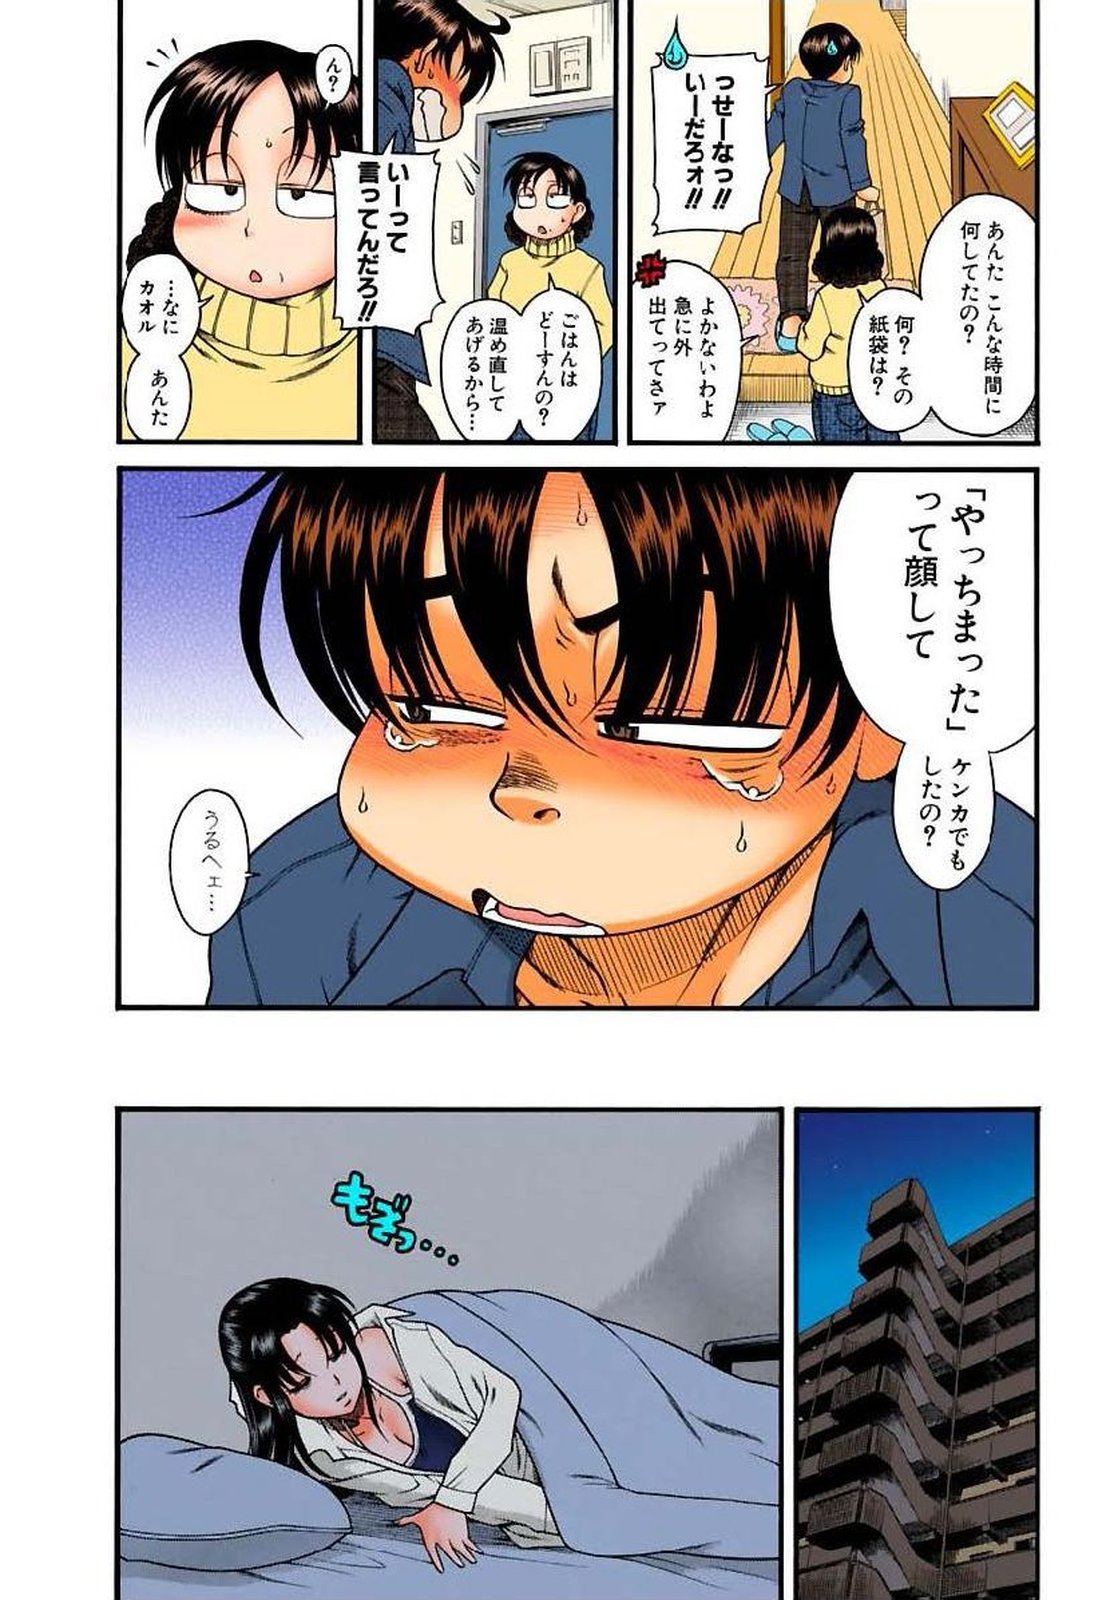 あんた こんな時間に
何してたの?
何? その
紙袋は?
っせーなっ!!
いーだろォ!!
よかないわよ
急に外
出てってさァ
ごはんは
どーすんの?
温め直して
あげるから…
いーって
言ってんだろ!!
ん?
…なに
カオル
あんた
「やっちまった」
って顔して
ケンカでも
したの?
うるヘェ…
もぞっ...